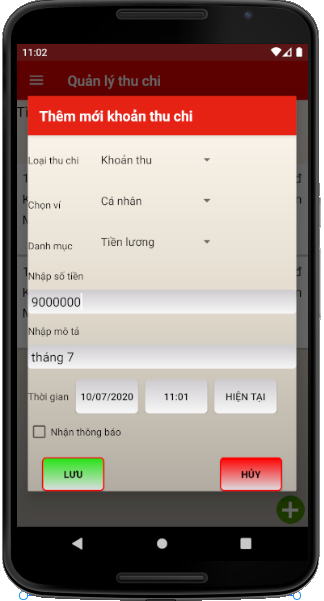 11:02
Quản lý thu chi
Thêm mới khoản thu chi
Loại thu chi Khoản thu
Chọn ví Cá nhân
Danh mục Tiền lương
Nhập số tiền
9000000
Nhập mô tả
tháng 7
Thời gian 10/07/2020 11:01 HIỆN TẠI
Nhận thông báo
LƯU HỦY